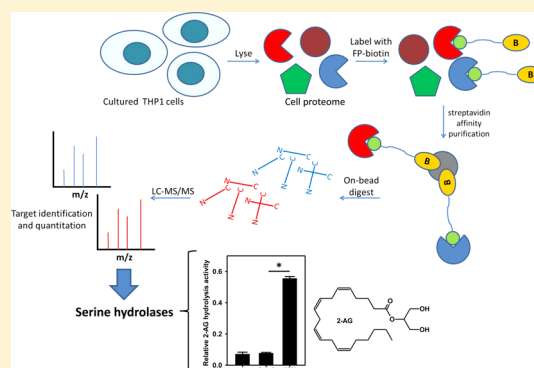 Cultured THP1 cells
Lyse
Cell proteome
Label with
FP-biotin
B
B
streptavidin
affinity
purification
B
B
On-bead
digest
N
C
N
C
C
N
N
C
N
N
C
N
C
C
N
N
C
N
LC-MS/MS
m/z
m/z
Target identification
and quantitation
Serine hydrolases
Relative 2-AG hydrolysis activity
0.6
0.4
0.2
0.0
*
2-AG
O
O
OH
OH